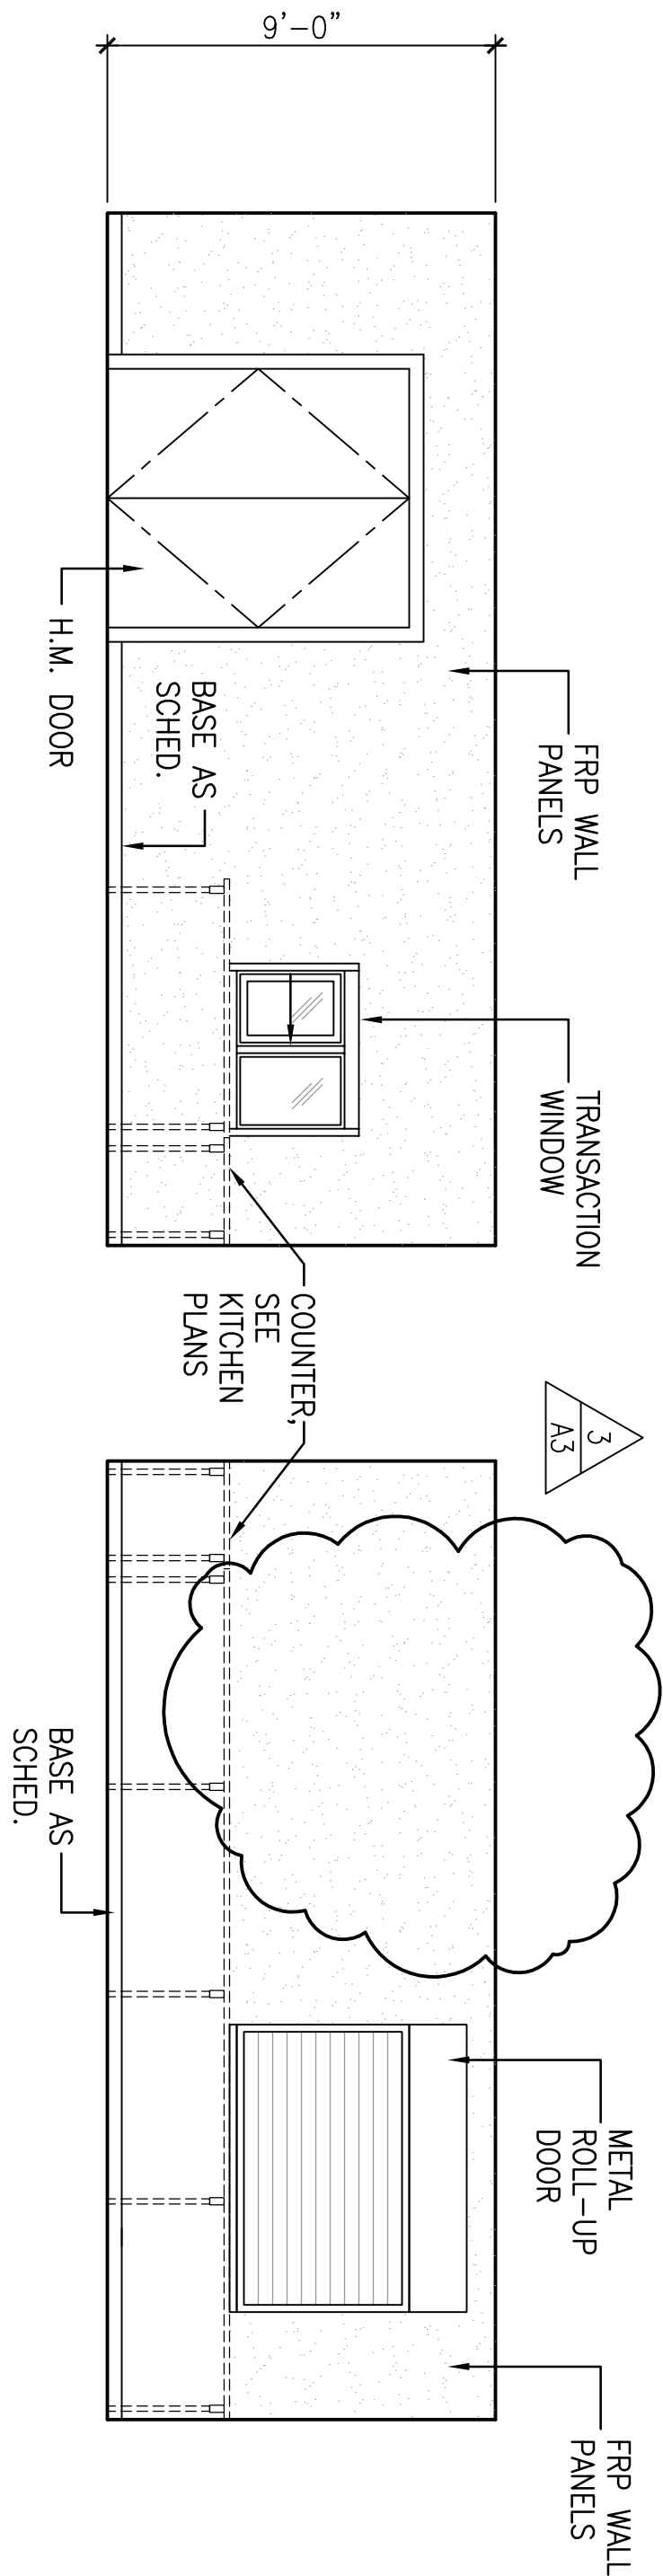 9'-0"
FRP WALL
PANELS
TRANSACTION
WINDOW
BASE AS
SCHED.
H.M. DOOR
COUNTER,
SEE
KITCHEN
PLANS
3
A3
METAL
ROLL-UP
DOOR
FRP WALL
PANELS
BASE AS
SCHED.